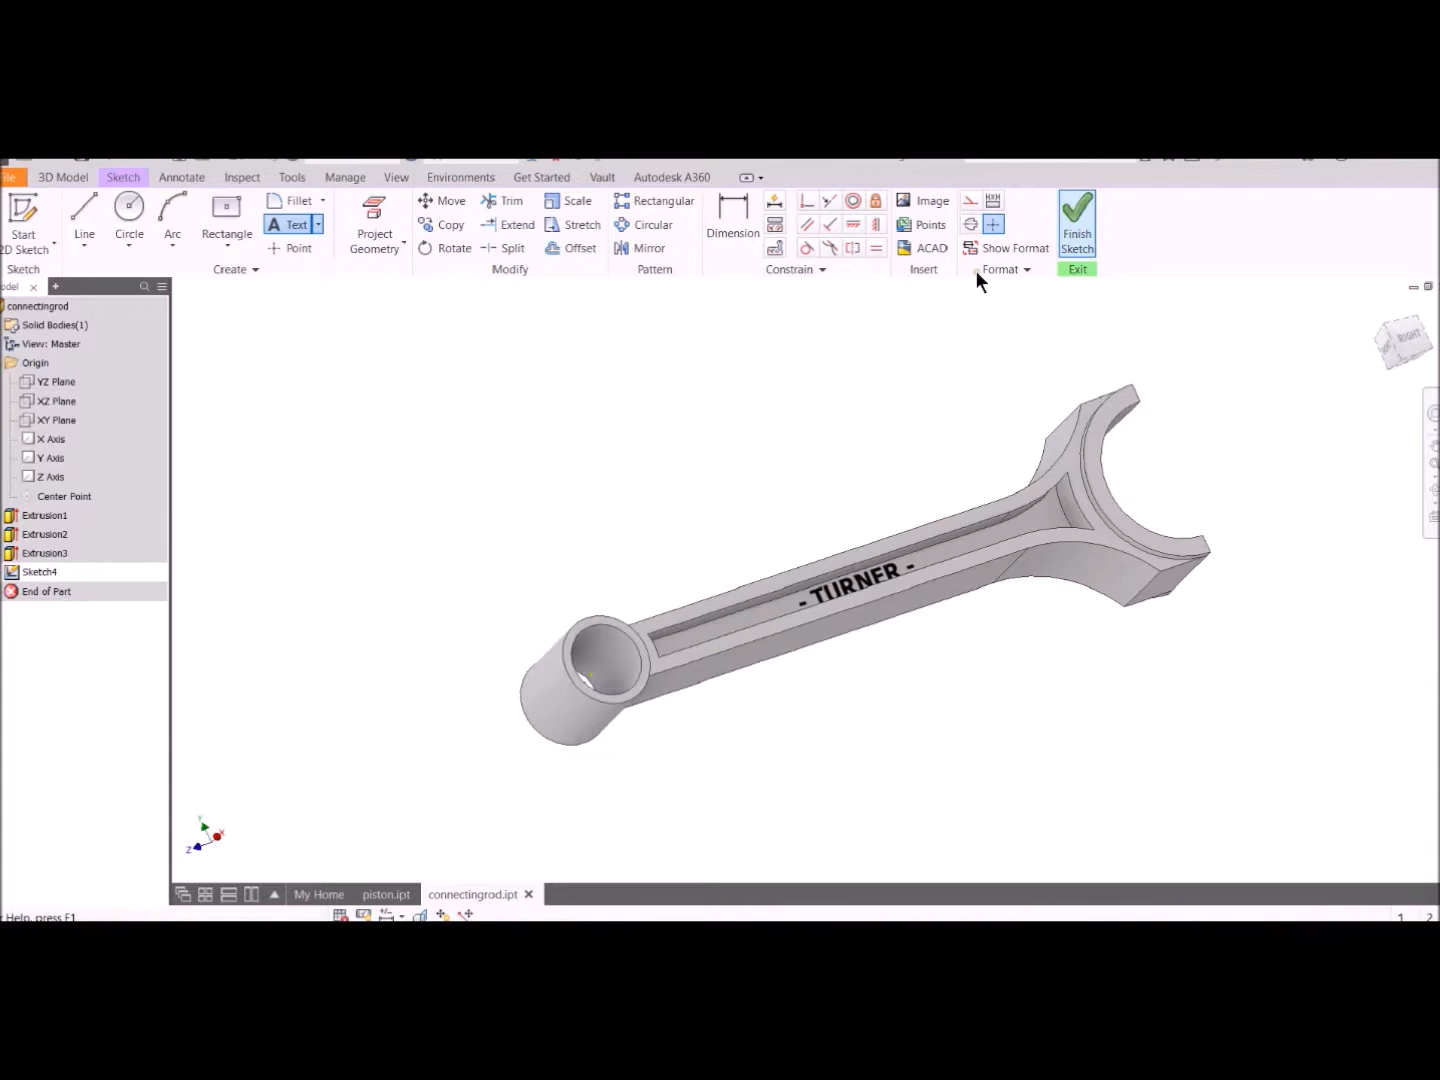 3D Model Sketch Annotate Inspect Tools Manage View Environments Get Started Vault Autodesk A360
Start
2D Sketch
Line
Circle
Arc
Rectangle
Fillet
A Text
Point
Project
Geometry
Move
Copy
Rotate
Trim
Extend
Split
Scale
Stretch
Offset
Rectangular
Circular
Mirror
Dimension
Image
Points
ACAD
Show Format
Finish
Sketch
Sketch
Create
Modify
Pattern
Constrain
Insert
Format
Exit
connectingrod
Solid Bodies(1)
View: Master
Origin
YZ Plane
XZ Plane
XY Plane
X Axis
Y Axis
Z Axis
Center Point
Extrusion1
Extrusion2
Extrusion3
Sketch4
End of Part
RIGHT
- TURNER -
Y
X
Z
My Home piston.ipt connectingrod.ipt
Help, press F1
1 2